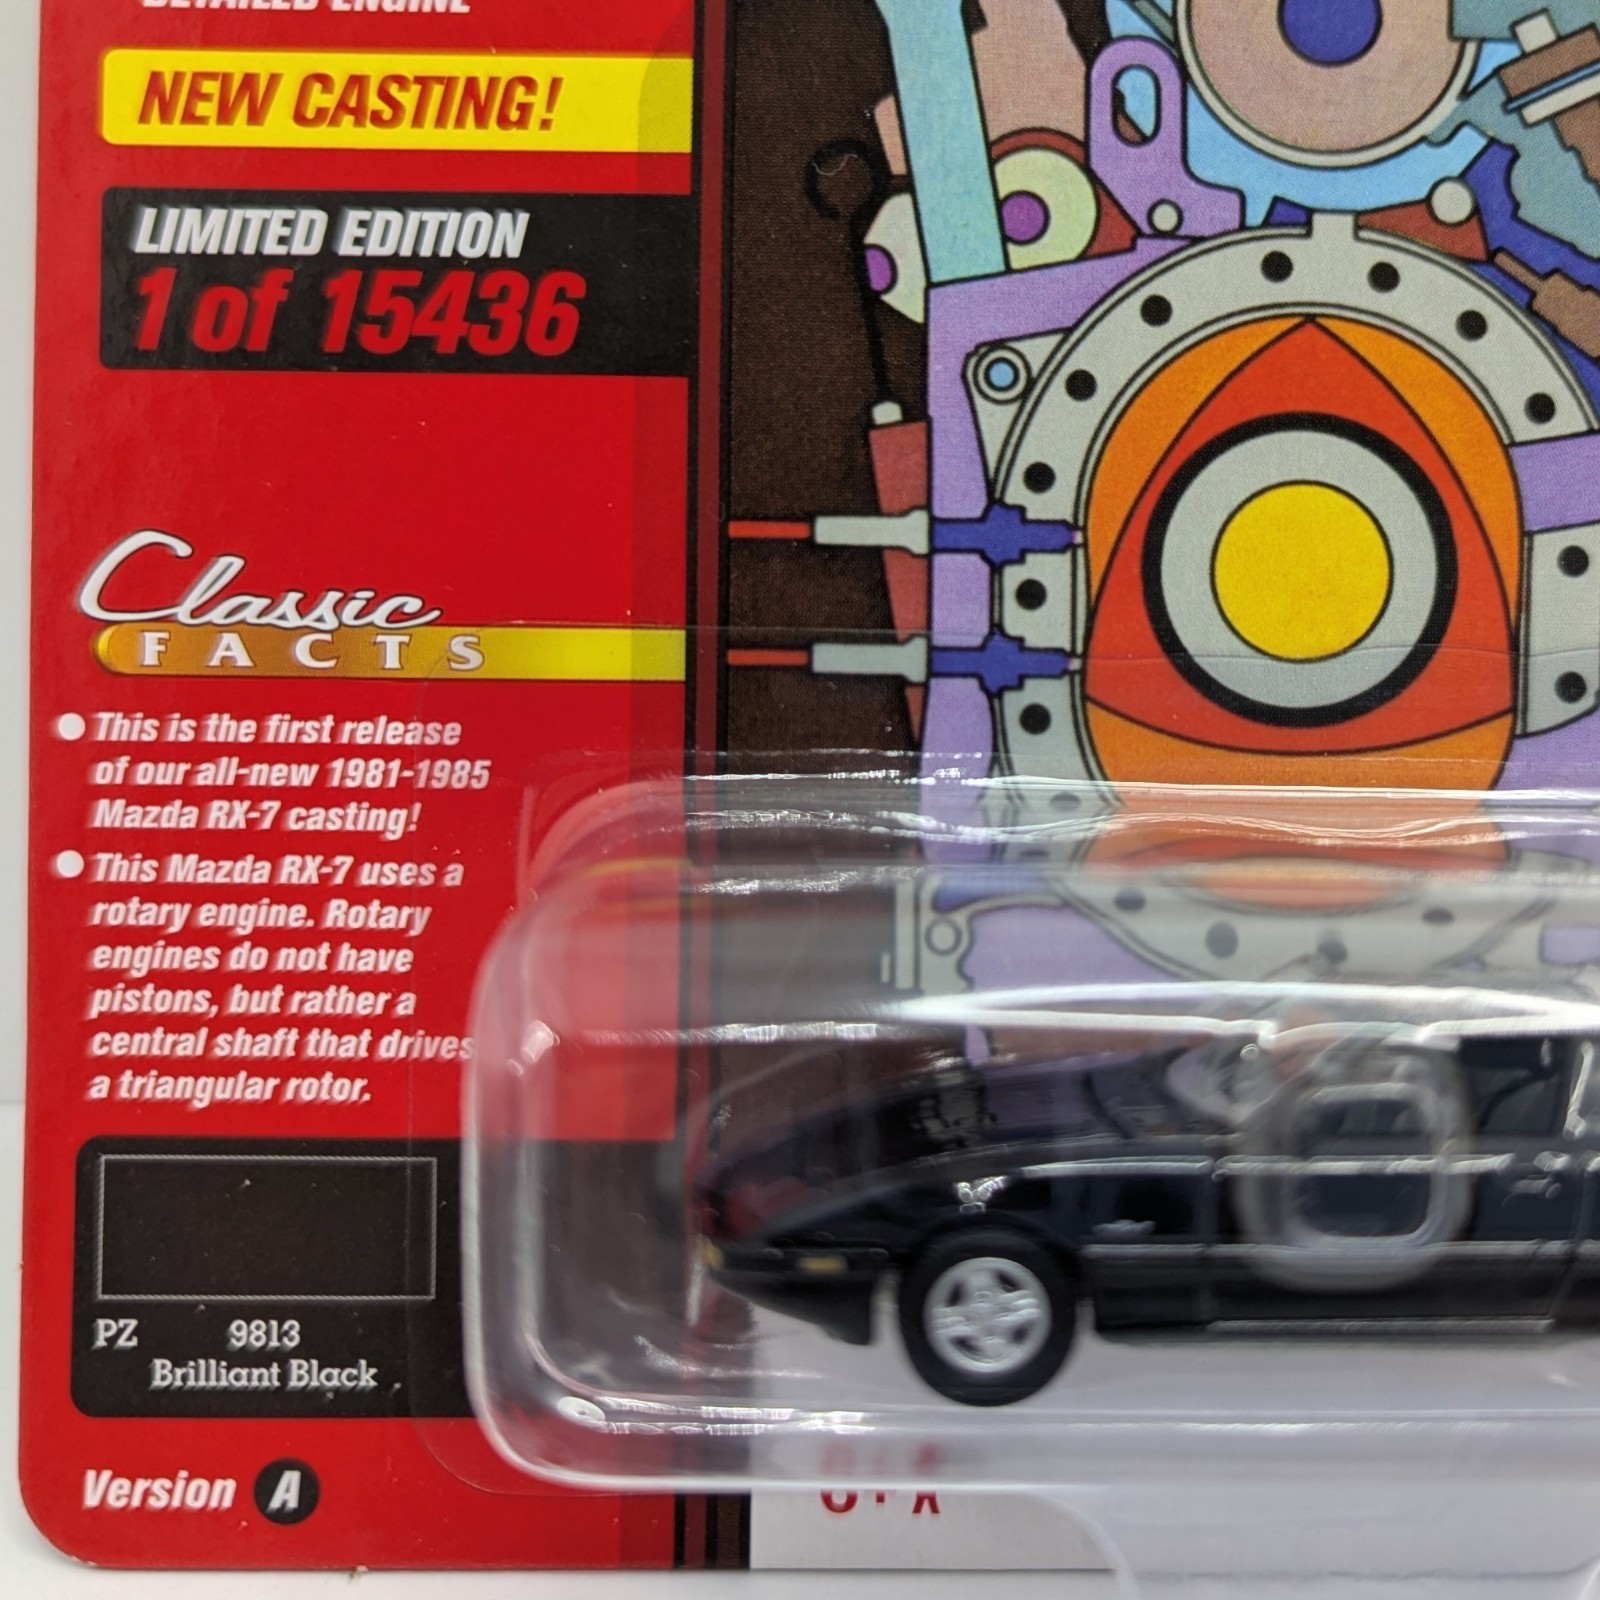 DETAILED ENGINE
NEW CASTING!
LIMITED EDITION
1 of 15436
Classic
FACTS
This is the first release
of our all-new 1981-1985
Mazda RX-7 casting!
This Mazda RX-7 uses a
rotary engine. Rotary
engines do not have
pistons, but rather a
central shaft that drives
a triangular rotor.
PZ 9813
Brilliant Black
Version A